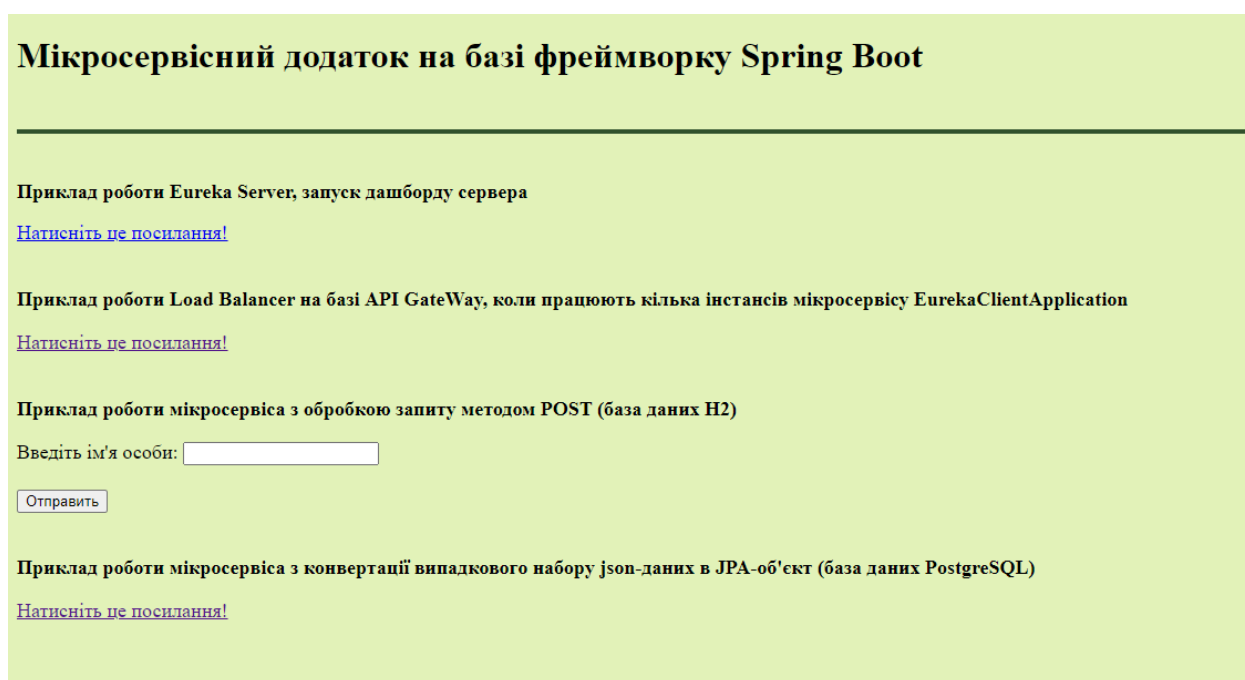 Мікросервісний додаток на базі фреймворку Spring Boot
Приклад роботи Eureka Server, запуск дашборду сервера
Натисніть це посилання!
Приклад роботи Load Balancer на базі API GateWay, коли працюють кілька інстансів мікросервісу EurekaClientApplication
Натисніть це посилання!
Приклад роботи мікросервіса з обробкою запиту методом POST (база даних H2)
Введіть ім'я особи:
Отправить
Приклад роботи мікросервіса з конвертації випадкового набору json-даних в JPA-об'єкт (база даних PostgreSQL)
Натисніть це посилання!